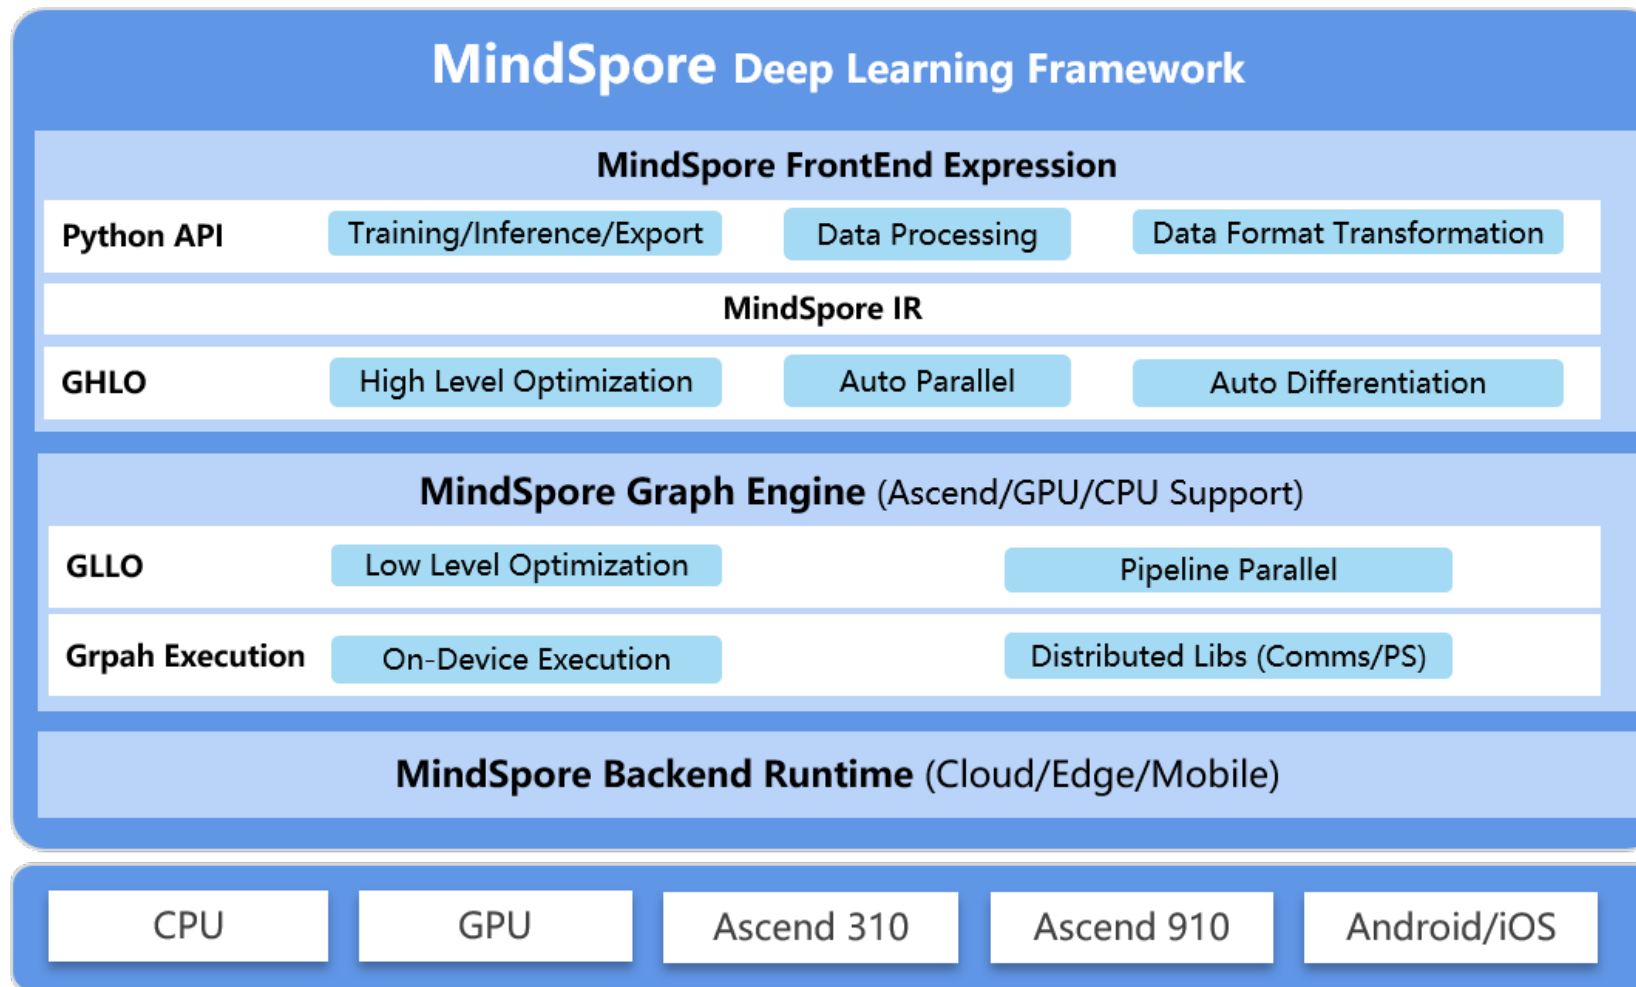 MindSpore Deep Learning Framework
MindSpore FrontEnd Expression
Python API Training/Inference/Export Data Processing Data Format Transformation
MindSpore IR
GHLO High Level Optimization Auto Parallel Auto Differentiation
MindSpore Graph Engine (Ascend/GPU/CPU Support)
GLLO Low Level Optimization Pipeline Parallel
Grpah Execution On-Device Execution Distributed Libs (Comms/PS)
MindSpore Backend Runtime (Cloud/Edge/Mobile)
CPU GPU Ascend 310 Ascend 910 Android/iOS